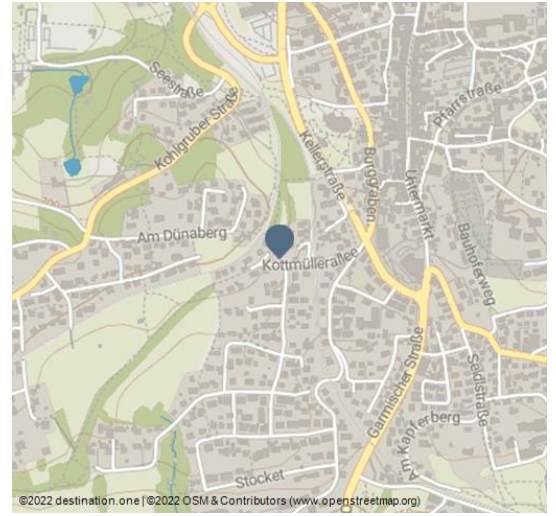 Seestraße
Kohlgruber Straße
Pfarrstraße
Kellerstraße
Burggraben
Untermarkt
Am Dünaberg
Kottmüllerallee
Bauhoferweg
Garmischer Straße
Seidlstraße
Am Kapferberg
Stocket
©2022 destination.one | ©2022 OSM & Contributors (www.openstreetmap.org)